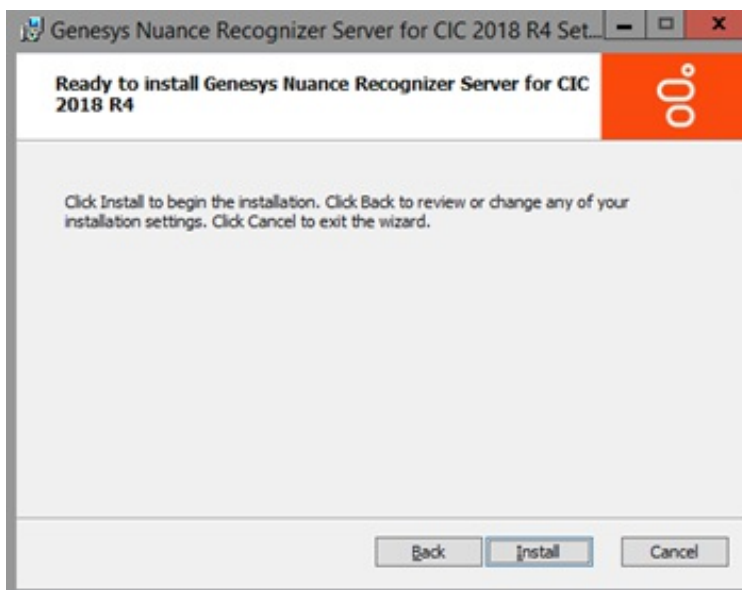 Genesys Nuance Recognizer Server for CIC 2018 R4 Set...
Ready to install Genesys Nuance Recognizer Server for CIC
2018 R4
Click Install to begin the installation. Click Back to review or change any of your
installation settings. Click Cancel to exit the wizard.
Back Install Cancel